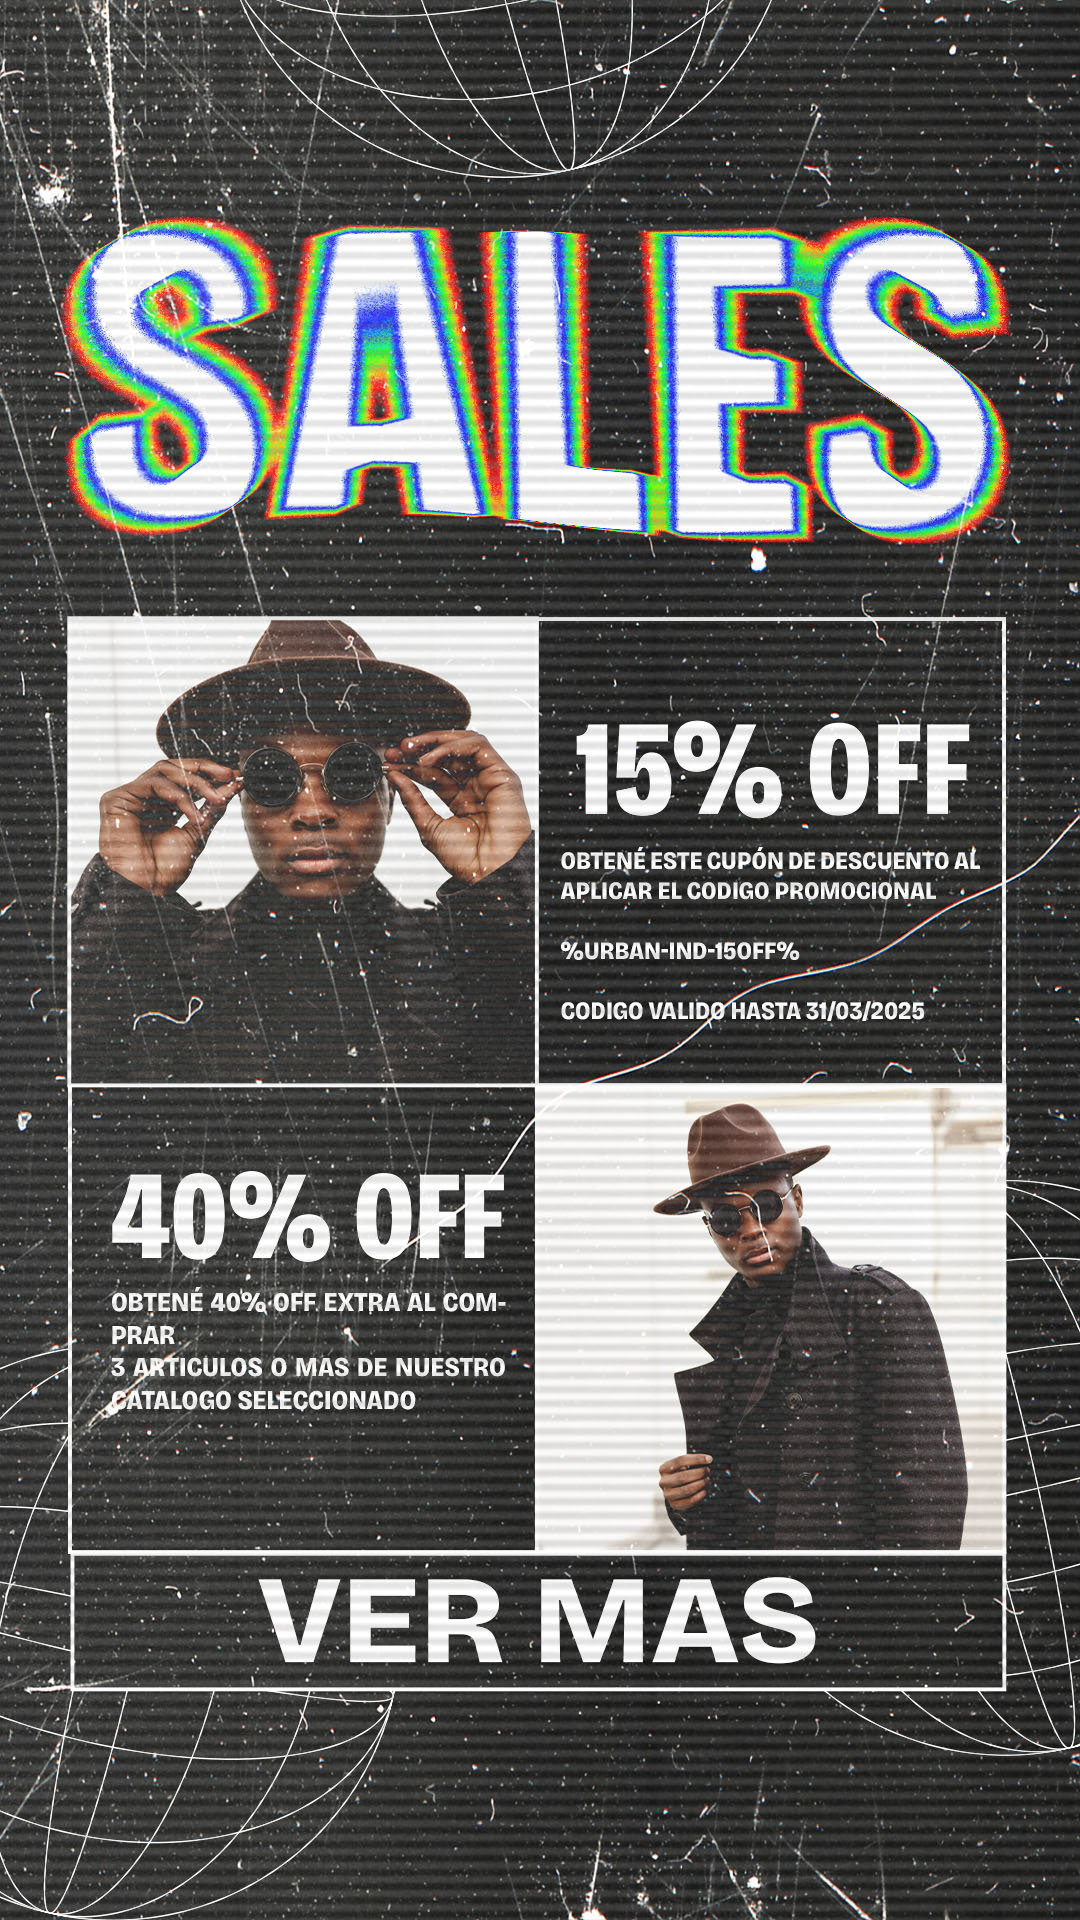 SALES
15% OFF
OBTENÉ ESTE CUPÓN DE DESCUENTO AL
APLICAR EL CODIGO PROMOCIONAL
%URBAN-IND-15OFF%
CODIGO VALIDO HASTA 31/03/2025
40% OFF
OBTENÉ 40% OFF EXTRA AL COM-
PRAR
3 ARTICULOS O MAS DE NUESTRO
CATALOGO SELECCIONADO
VER MAS